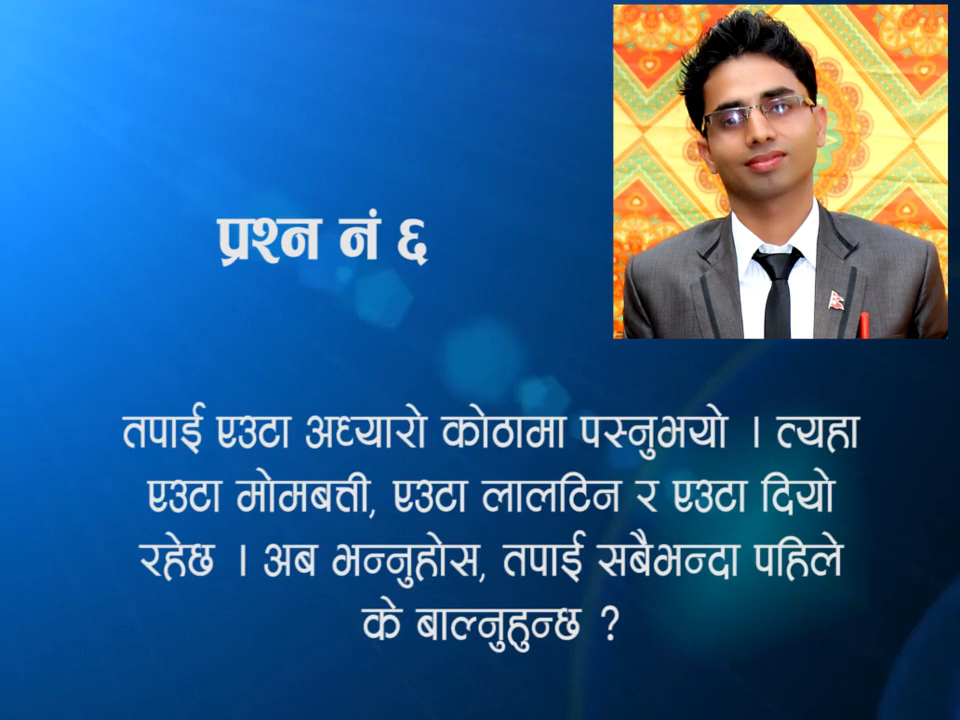 प्रश्न नं ६
तपाई एउटा अध्यारो कोठामा पस्नुभयो । त्यहा
एउटा मोमबत्ती, एउटा लालटिन र एउटा दियो
रहेछ । अब भन्नुहोस, तपाई सबैभन्दा पहिले
के बाल्नुहुन्छ ?